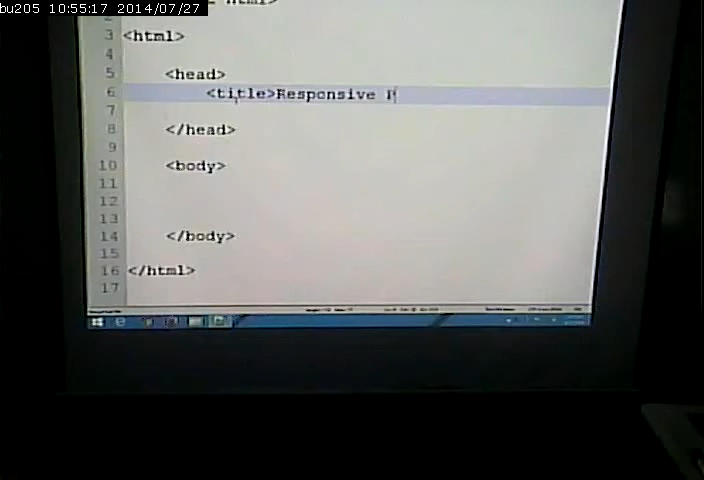 bu205 10:55:17 2014/07/27
2
3 <html>
4
5 <head>
6 <title>Responsive P
7
8 </head>
9
10 <body>
11
12
13
14 </body>
15
16 </html>
17